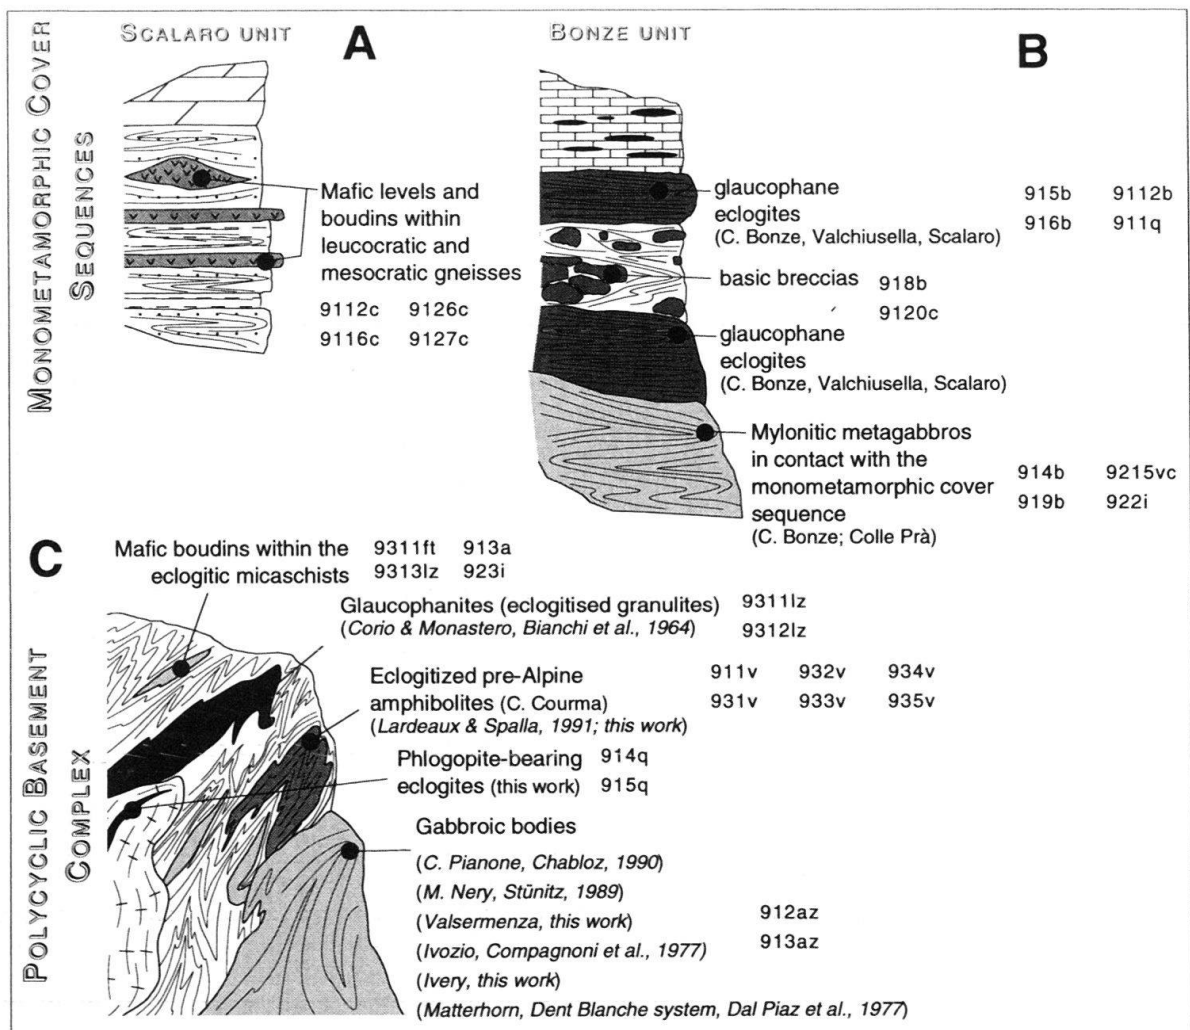 SCALARO UNIT
A
BONZE UNIT
B
MONOMETAMORPHIC COVER
SEQUENCES
Mafic levels and
boudins within
leucocratic and
mesocratic gneisses
9112c 9126c
9116c 9127c
glaucophane
eclogites
(C. Bonze, Valchiusella, Scalaro)
915b 9112b
916b 911q
basic breccias
918b
9120c
glaucophane
eclogites
(C. Bonze, Valchiusella, Scalaro)
Mylonitic metagabbros
in contact with the
monometamorphic cover
sequence
(C. Bonze; Colle Prà)
914b 9215vc
919b 922i
C
POLYCYCLIC BASEMENT
COMPLEX
Mafic boudins within the
eclogitic micaschists
9311ft 913a
9313lz 923i
Glaucophanites (eclogitised granulites)
(Corio & Monastero, Bianchi et al., 1964)
9311lz
9312lz
Eclogitized pre-Alpine
amphibolites (C. Courma)
(Lardeaux & Spalla, 1991; this work)
911v 932v 934v
931v 933v 935v
Phlogopite-bearing
eclogites (this work)
914q
915q
Gabbroic bodies
(C. Pianone, Chabloz, 1990)
(M. Nery, Stünitz, 1989)
(Valsermenza, this work)
(Ivozio, Compagnoni et al., 1977)
(Ivery, this work)
(Matterhorn, Dent Blanche system, Dal Piaz et al., 1977)
912az
913az